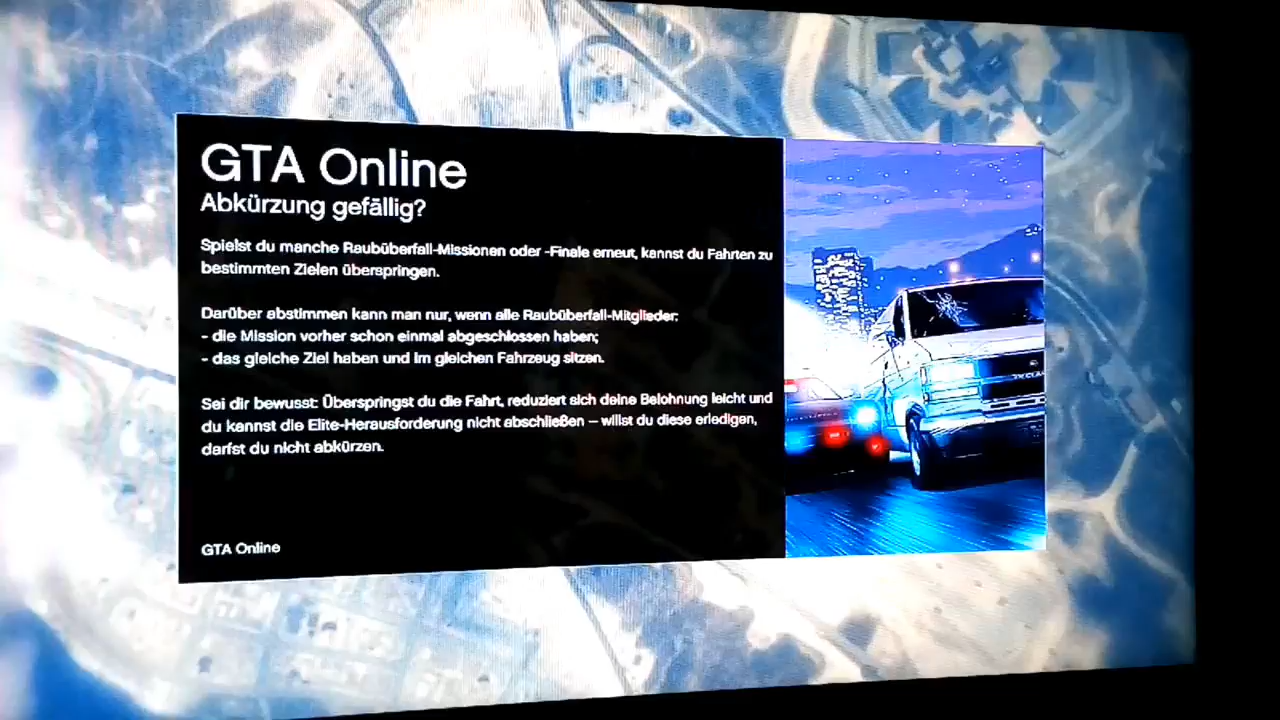 GTA Online
Abkürzung gefällig?
Spielst du manche Raubüberfall-Missionen oder -Finale erneut, kannst du Fahrten zu
bestimmten Zielen überspringen.
Darüber abstimmen kann man nur, wenn alle Raubüberfall-Mitglieder:
- die Mission vorher schon einmal abgeschlossen haben;
- das gleiche Ziel haben und im gleichen Fahrzeug sitzen.
Sei dir bewusst: Überspringst du die Fahrt, reduziert sich deine Belohnung leicht und
du kannst die Elite-Herausforderung nicht abschließen – willst du diese erledigen,
darfst du nicht abkürzen.
GTA Online